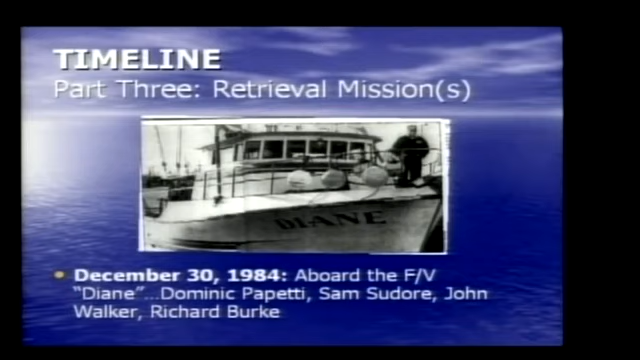 TIMELINE
Part Three: Retrieval Mission(s)
DIANE
December 30, 1984: Aboard the F/V
"Diane"...Dominic Papetti, Sam Sudore, John
Walker, Richard Burke